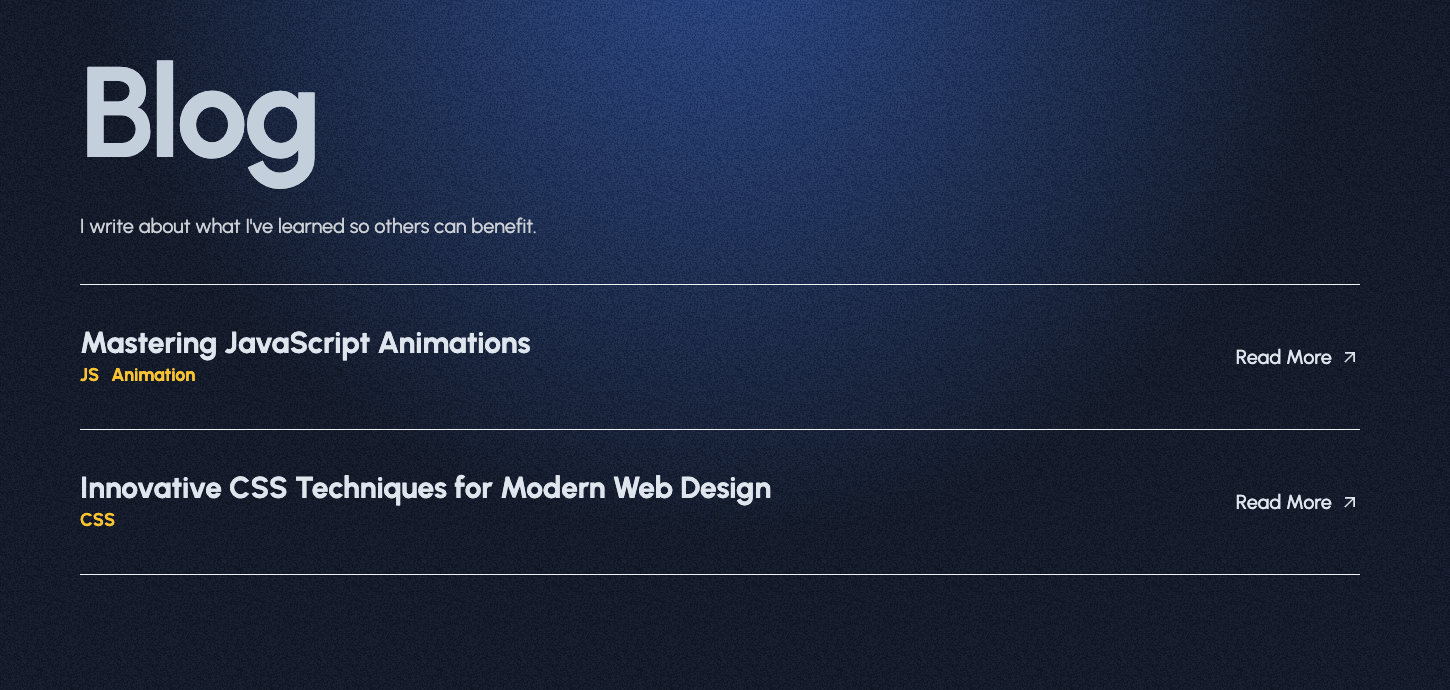 Blog
I write about what I've learned so others can benefit.
Mastering JavaScript Animations
JS Animation
Read More
Innovative CSS Techniques for Modern Web Design
CSS
Read More